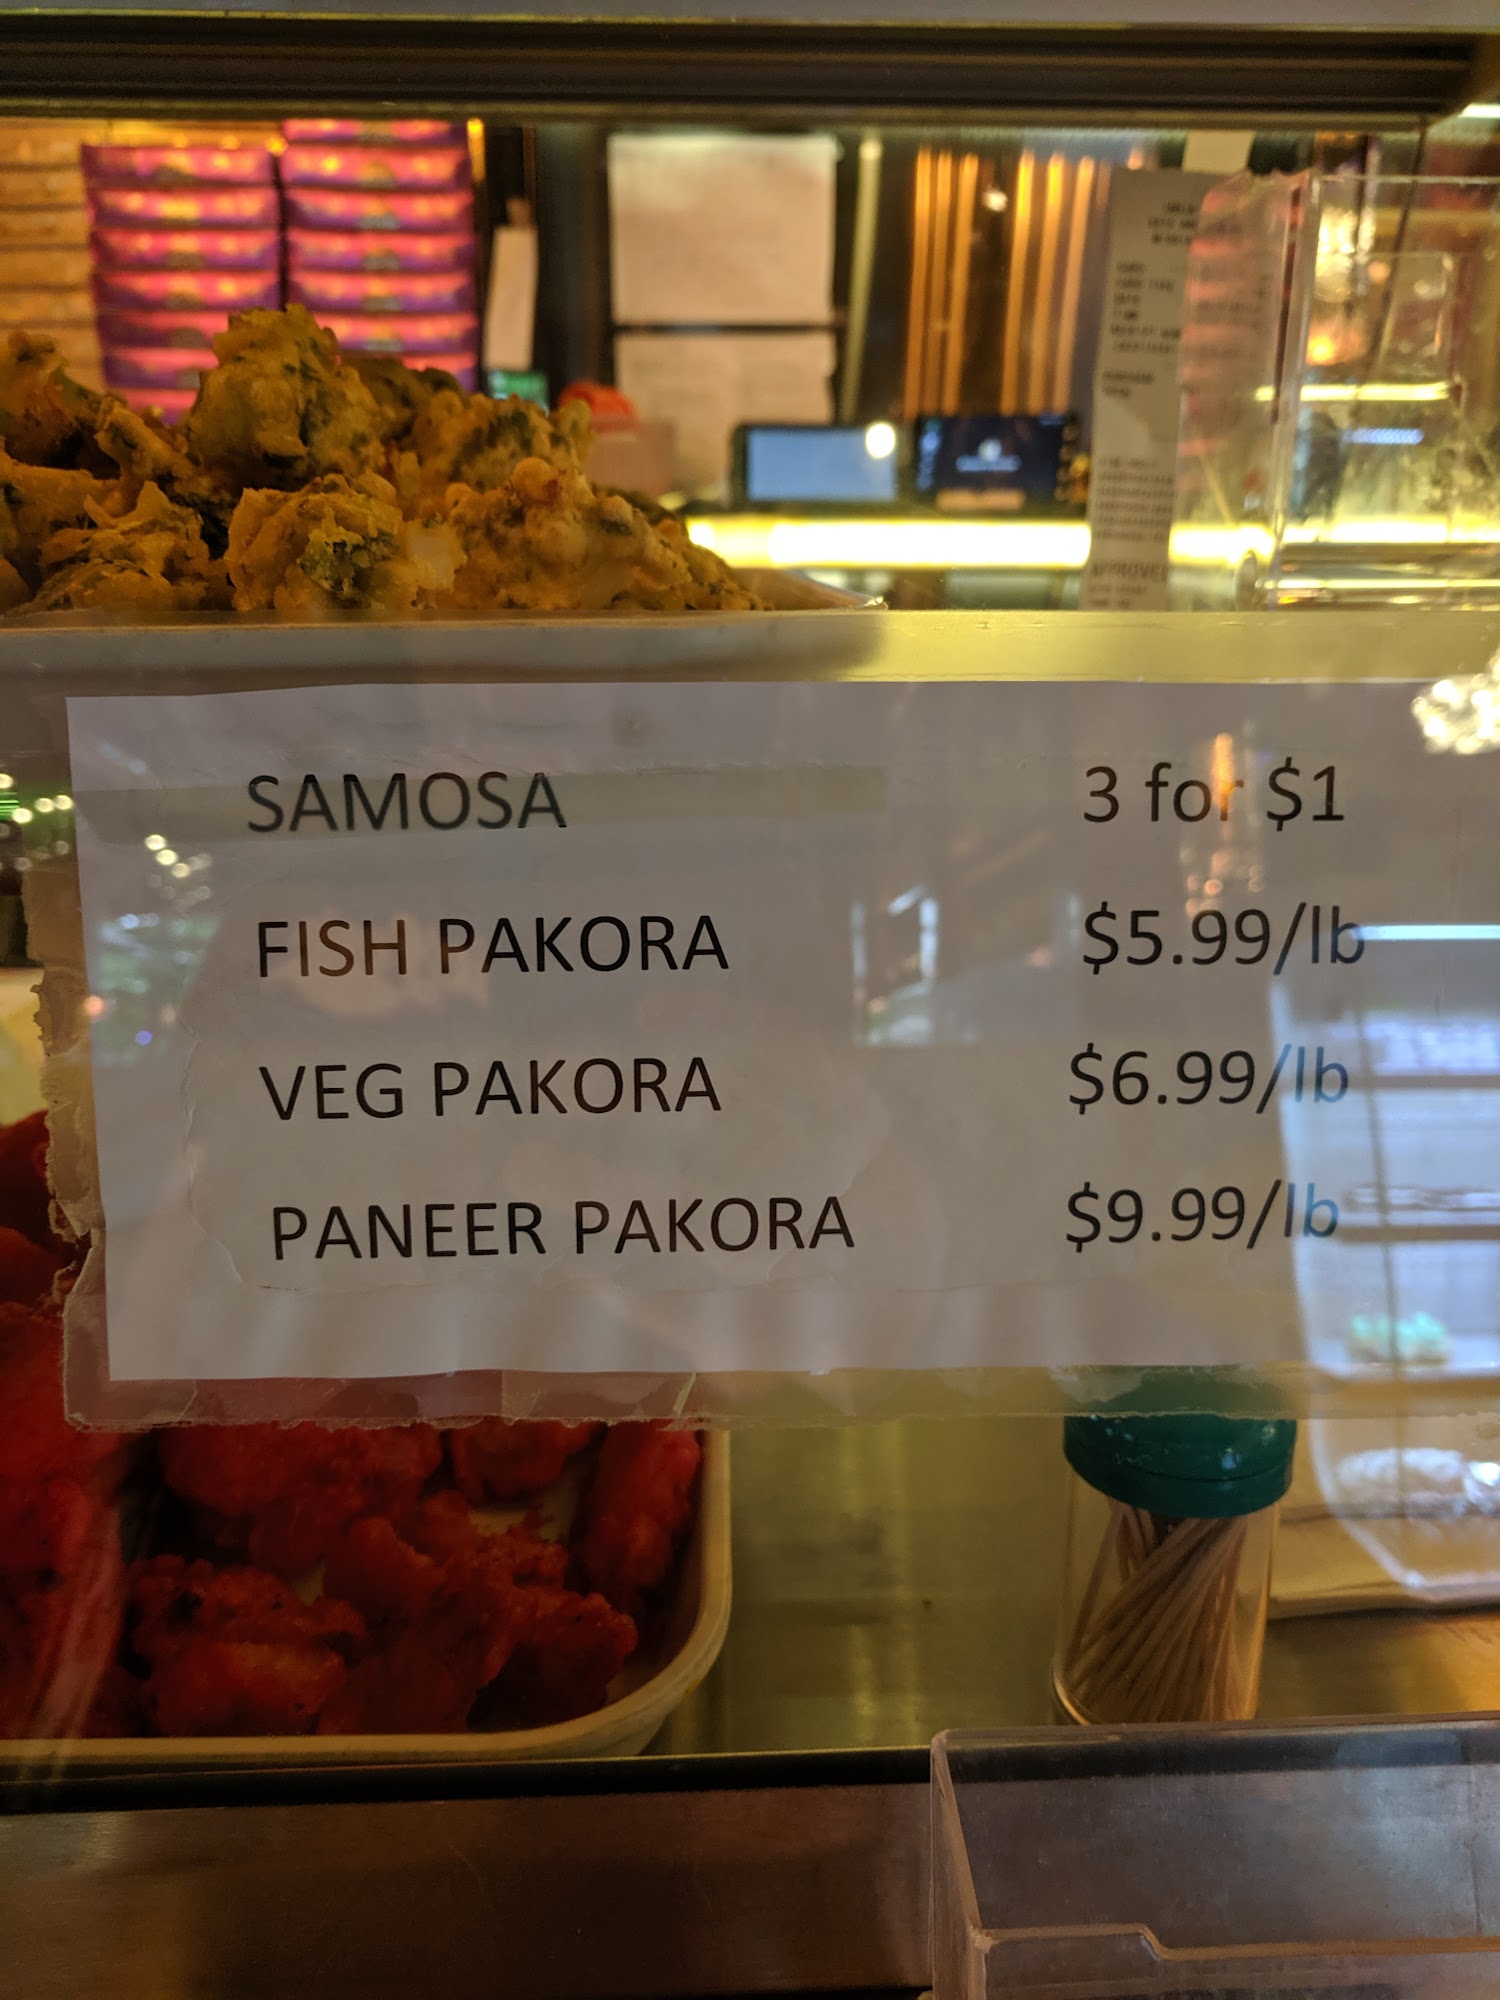 APPROVED
SAMOSA 3 for $1
FISH PAKORA $5.99/lb
VEG PAKORA $6.99/lb
PANEER PAKORA $9.99/lb